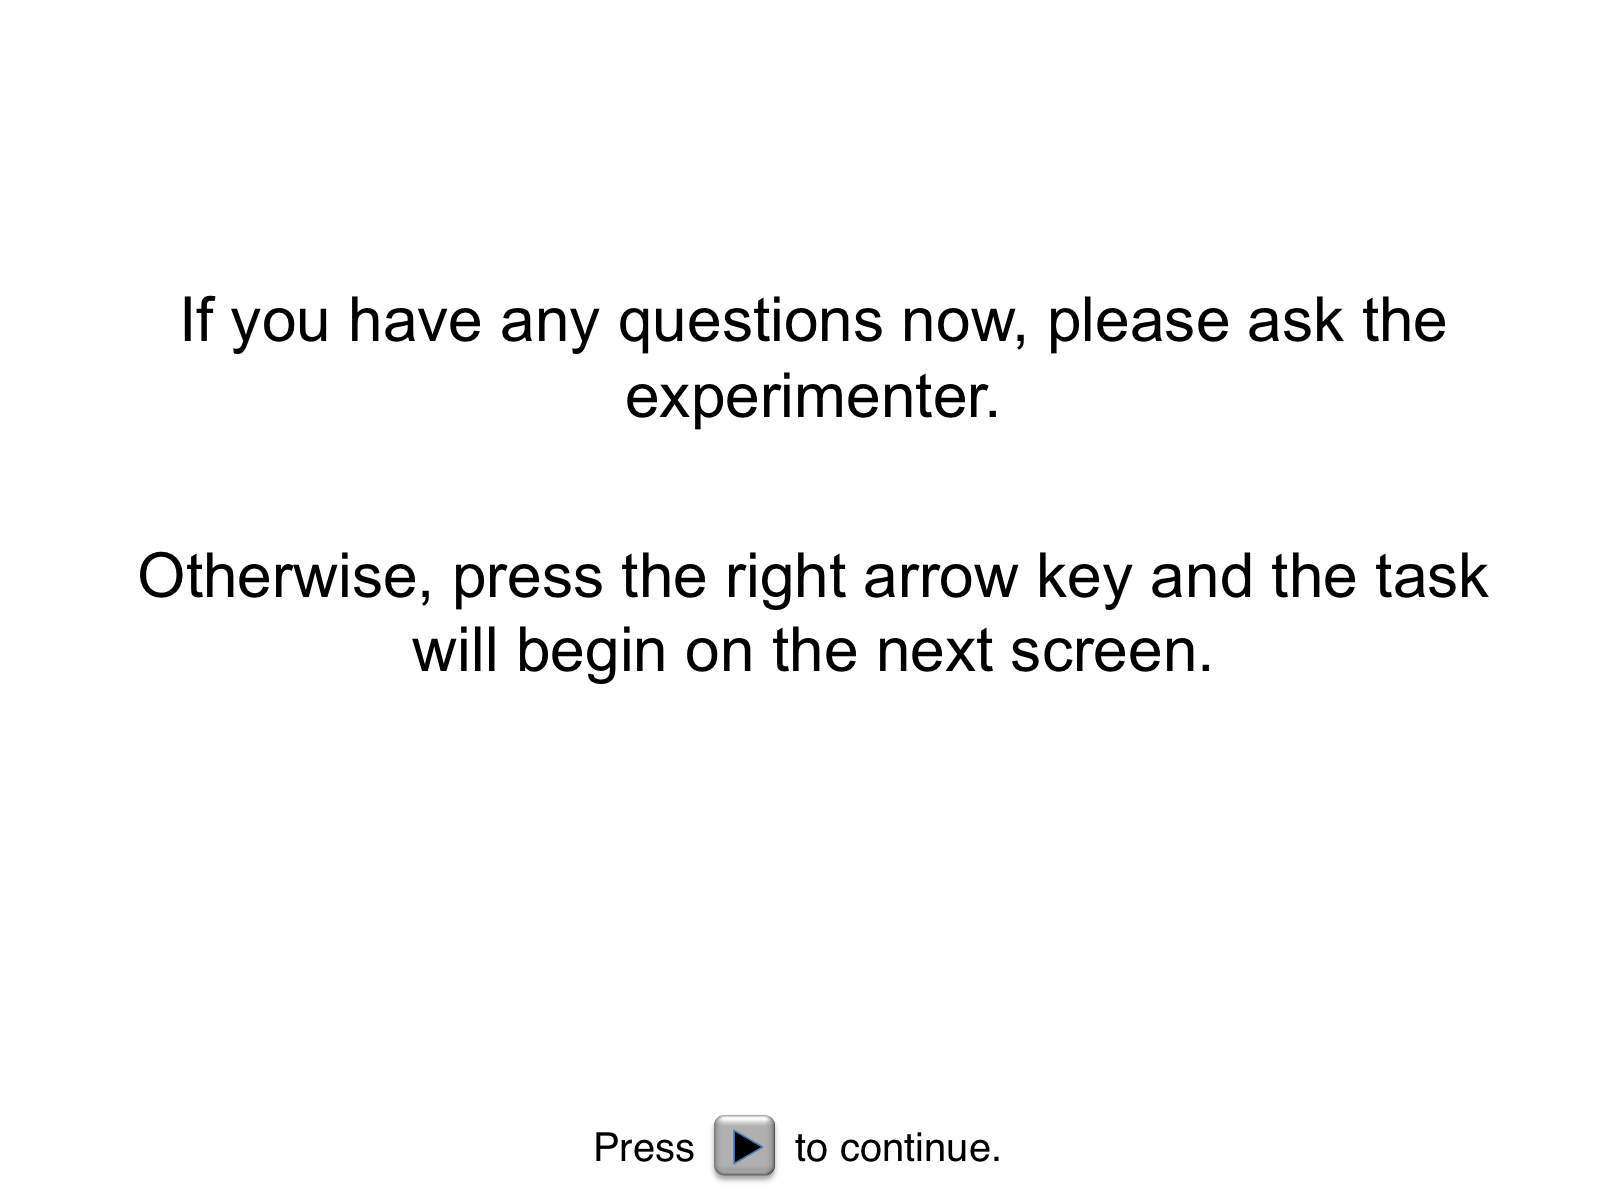 If you have any questions now, please ask the
experimenter.
Otherwise, press the right arrow key and the task
will begin on the next screen.
Press to continue.